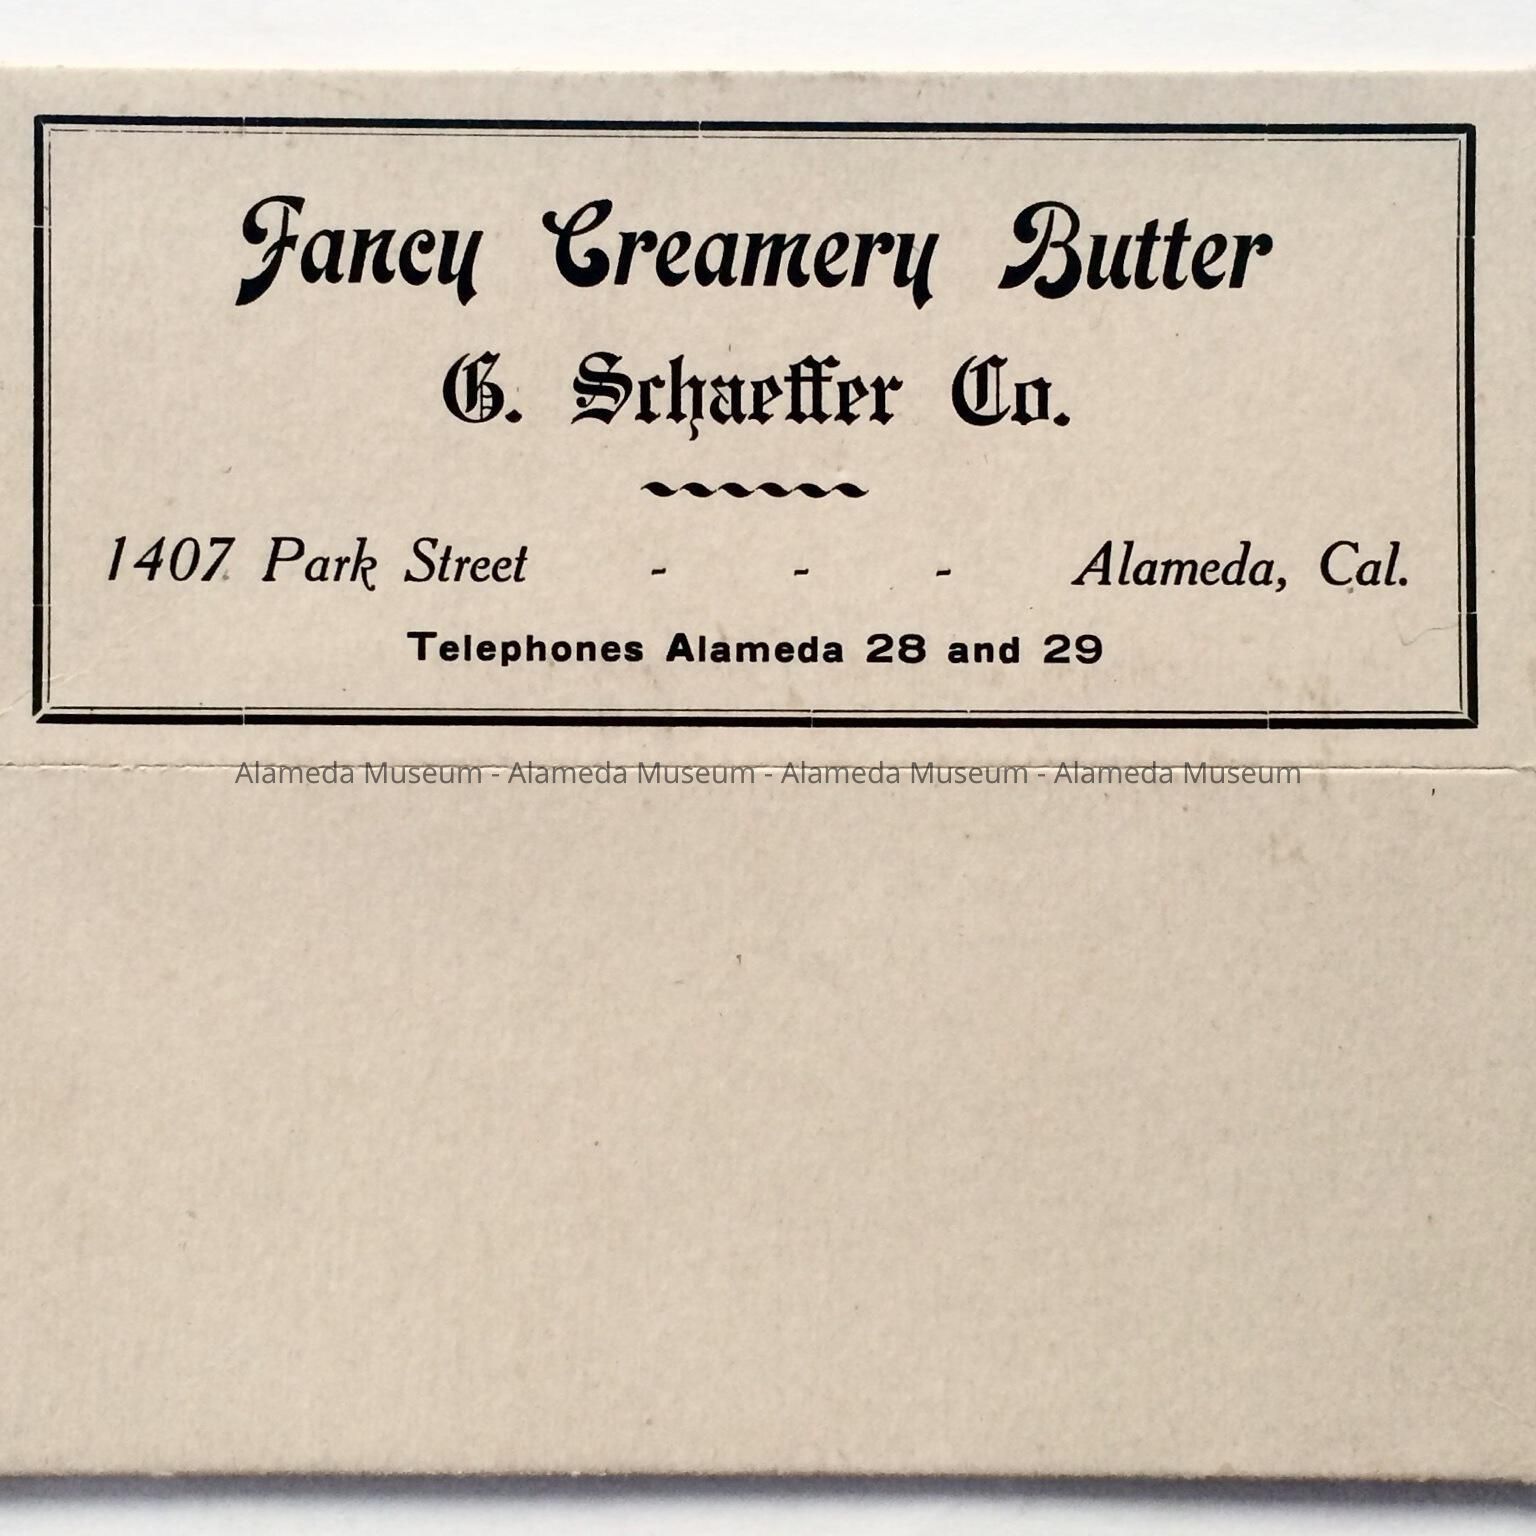 Fancy Creamery Butter
G. Schaeffer Co.
1407 Park Street - - - Alameda, Cal.
Telephones Alameda 28 and 29
Alameda Museum - Alameda Museum - Alameda Museum - Alameda Museum